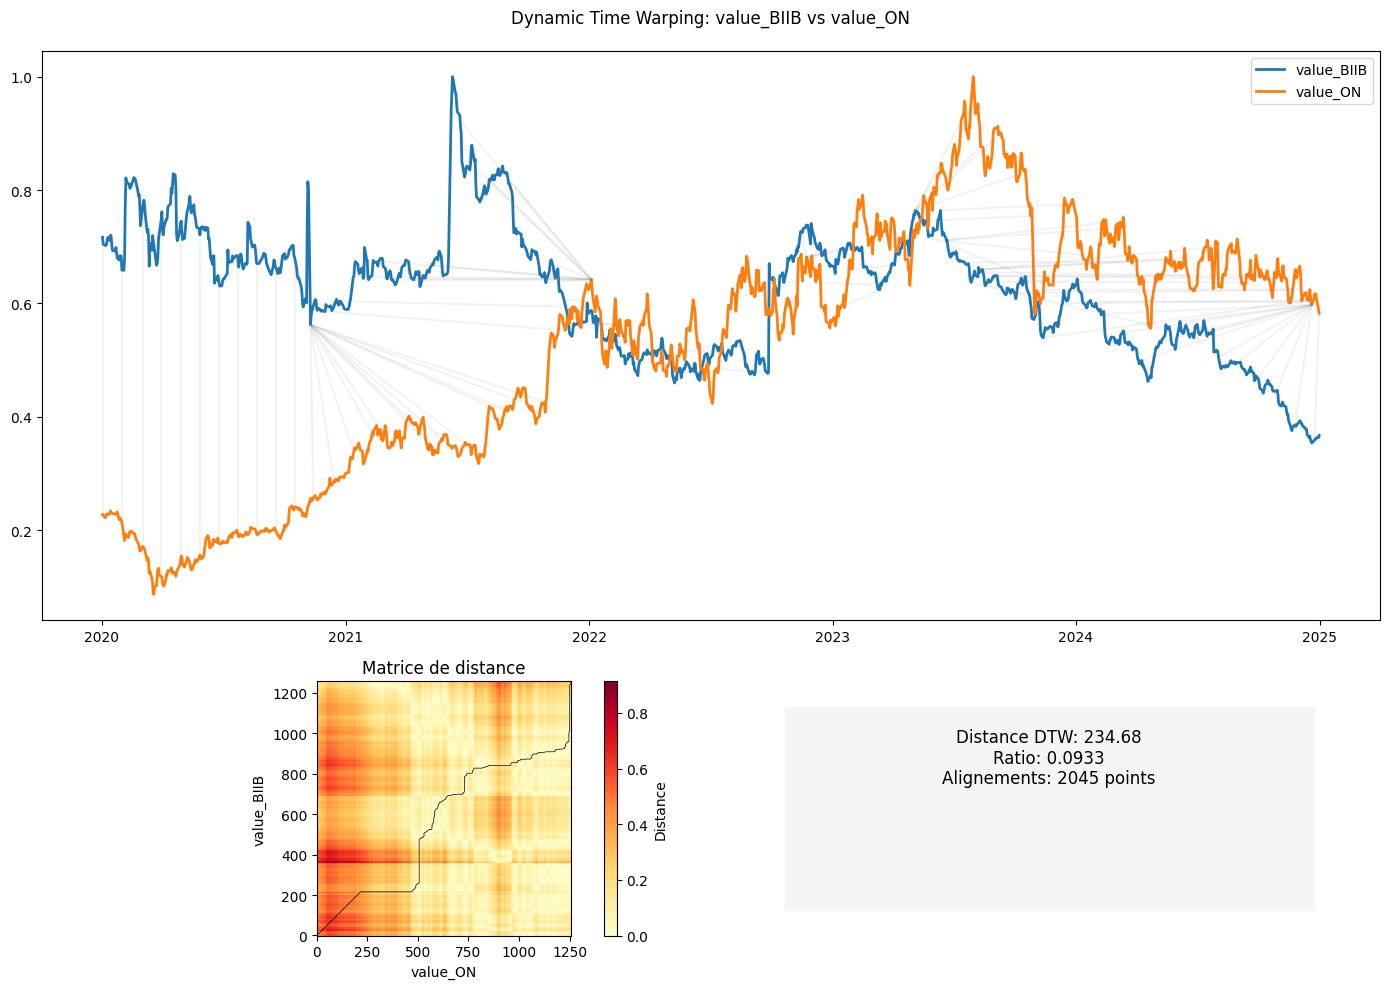 Dynamic Time Warping: value_BIIB vs value_ON
value_BIIB
value_ON
1.0
0.8
0.6
0.4
0.2
2020 2021 2022 2023 2024 2025
Matrice de distance
value_BIIB
1200
1000
800
600
400
200
0
0 250 500 750 1000 1250
value_ON
0.8
0.6
0.4
0.2
0.0
Distance
Distance DTW: 234.68
Ratio: 0.0933
Alignements: 2045 points